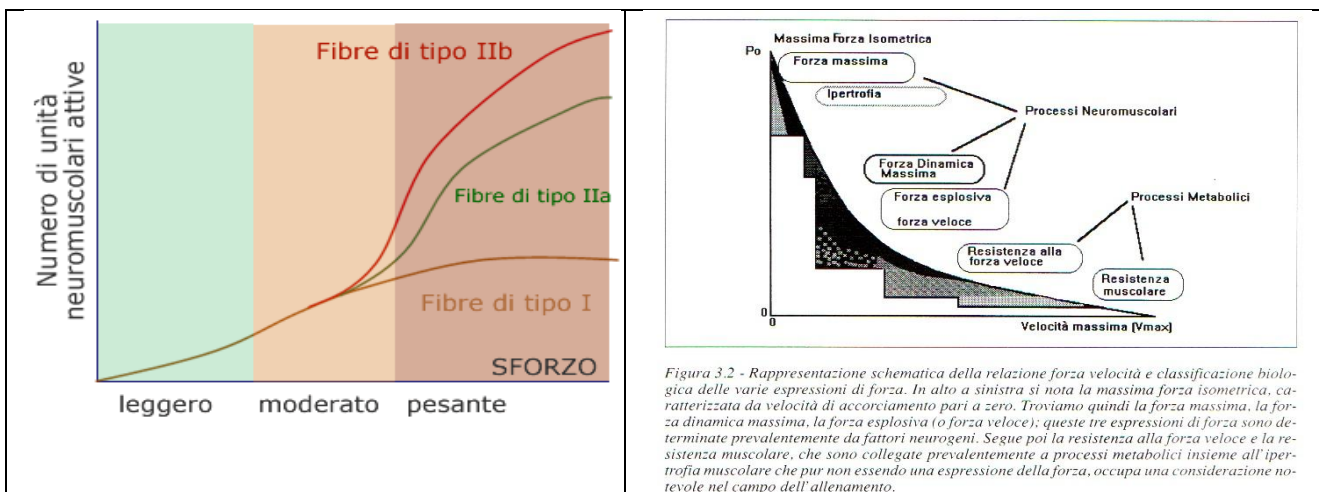 Numero di unità
neuromuscolari attive
Fibre di tipo IIb
Fibre di tipo IIa
Fibre di tipo I
SFORZO
leggero moderato pesante
Massima Forza Isometrica
Po
Forza massima
Ipertrofia
Processi Neuromuscolari
Forza Dinamica
Massima
Forza esplosiva
forza veloce
Processi Metabolici
Resistenza alla
forza veloce
Resistenza
muscolare
0
0
Velocità massima (Vmax)
Figura 3.2 - Rappresentazione schematica della relazione forza velocità e classificazione biolo-
gica delle varie espressioni di forza. In alto a sinistra si nota la massima forza isometrica, ca-
ratterizzata da velocità di accorciamento pari a zero. Troviamo quindi la forza massima, la for-
za dinamica massima, la forza esplosiva (o forza veloce); queste tre espressioni di forza sono de-
terminate prevalentemente da fattori neurogeni. Segue poi la resistenza alla forza veloce e la re-
sistenza muscolare, che sono collegate prevalentemente a processi metabolici insieme all'iper-
trofia muscolare che pur non essendo una espressione della forza, occupa una considerazione no-
tevole nel campo dell'allenamento.